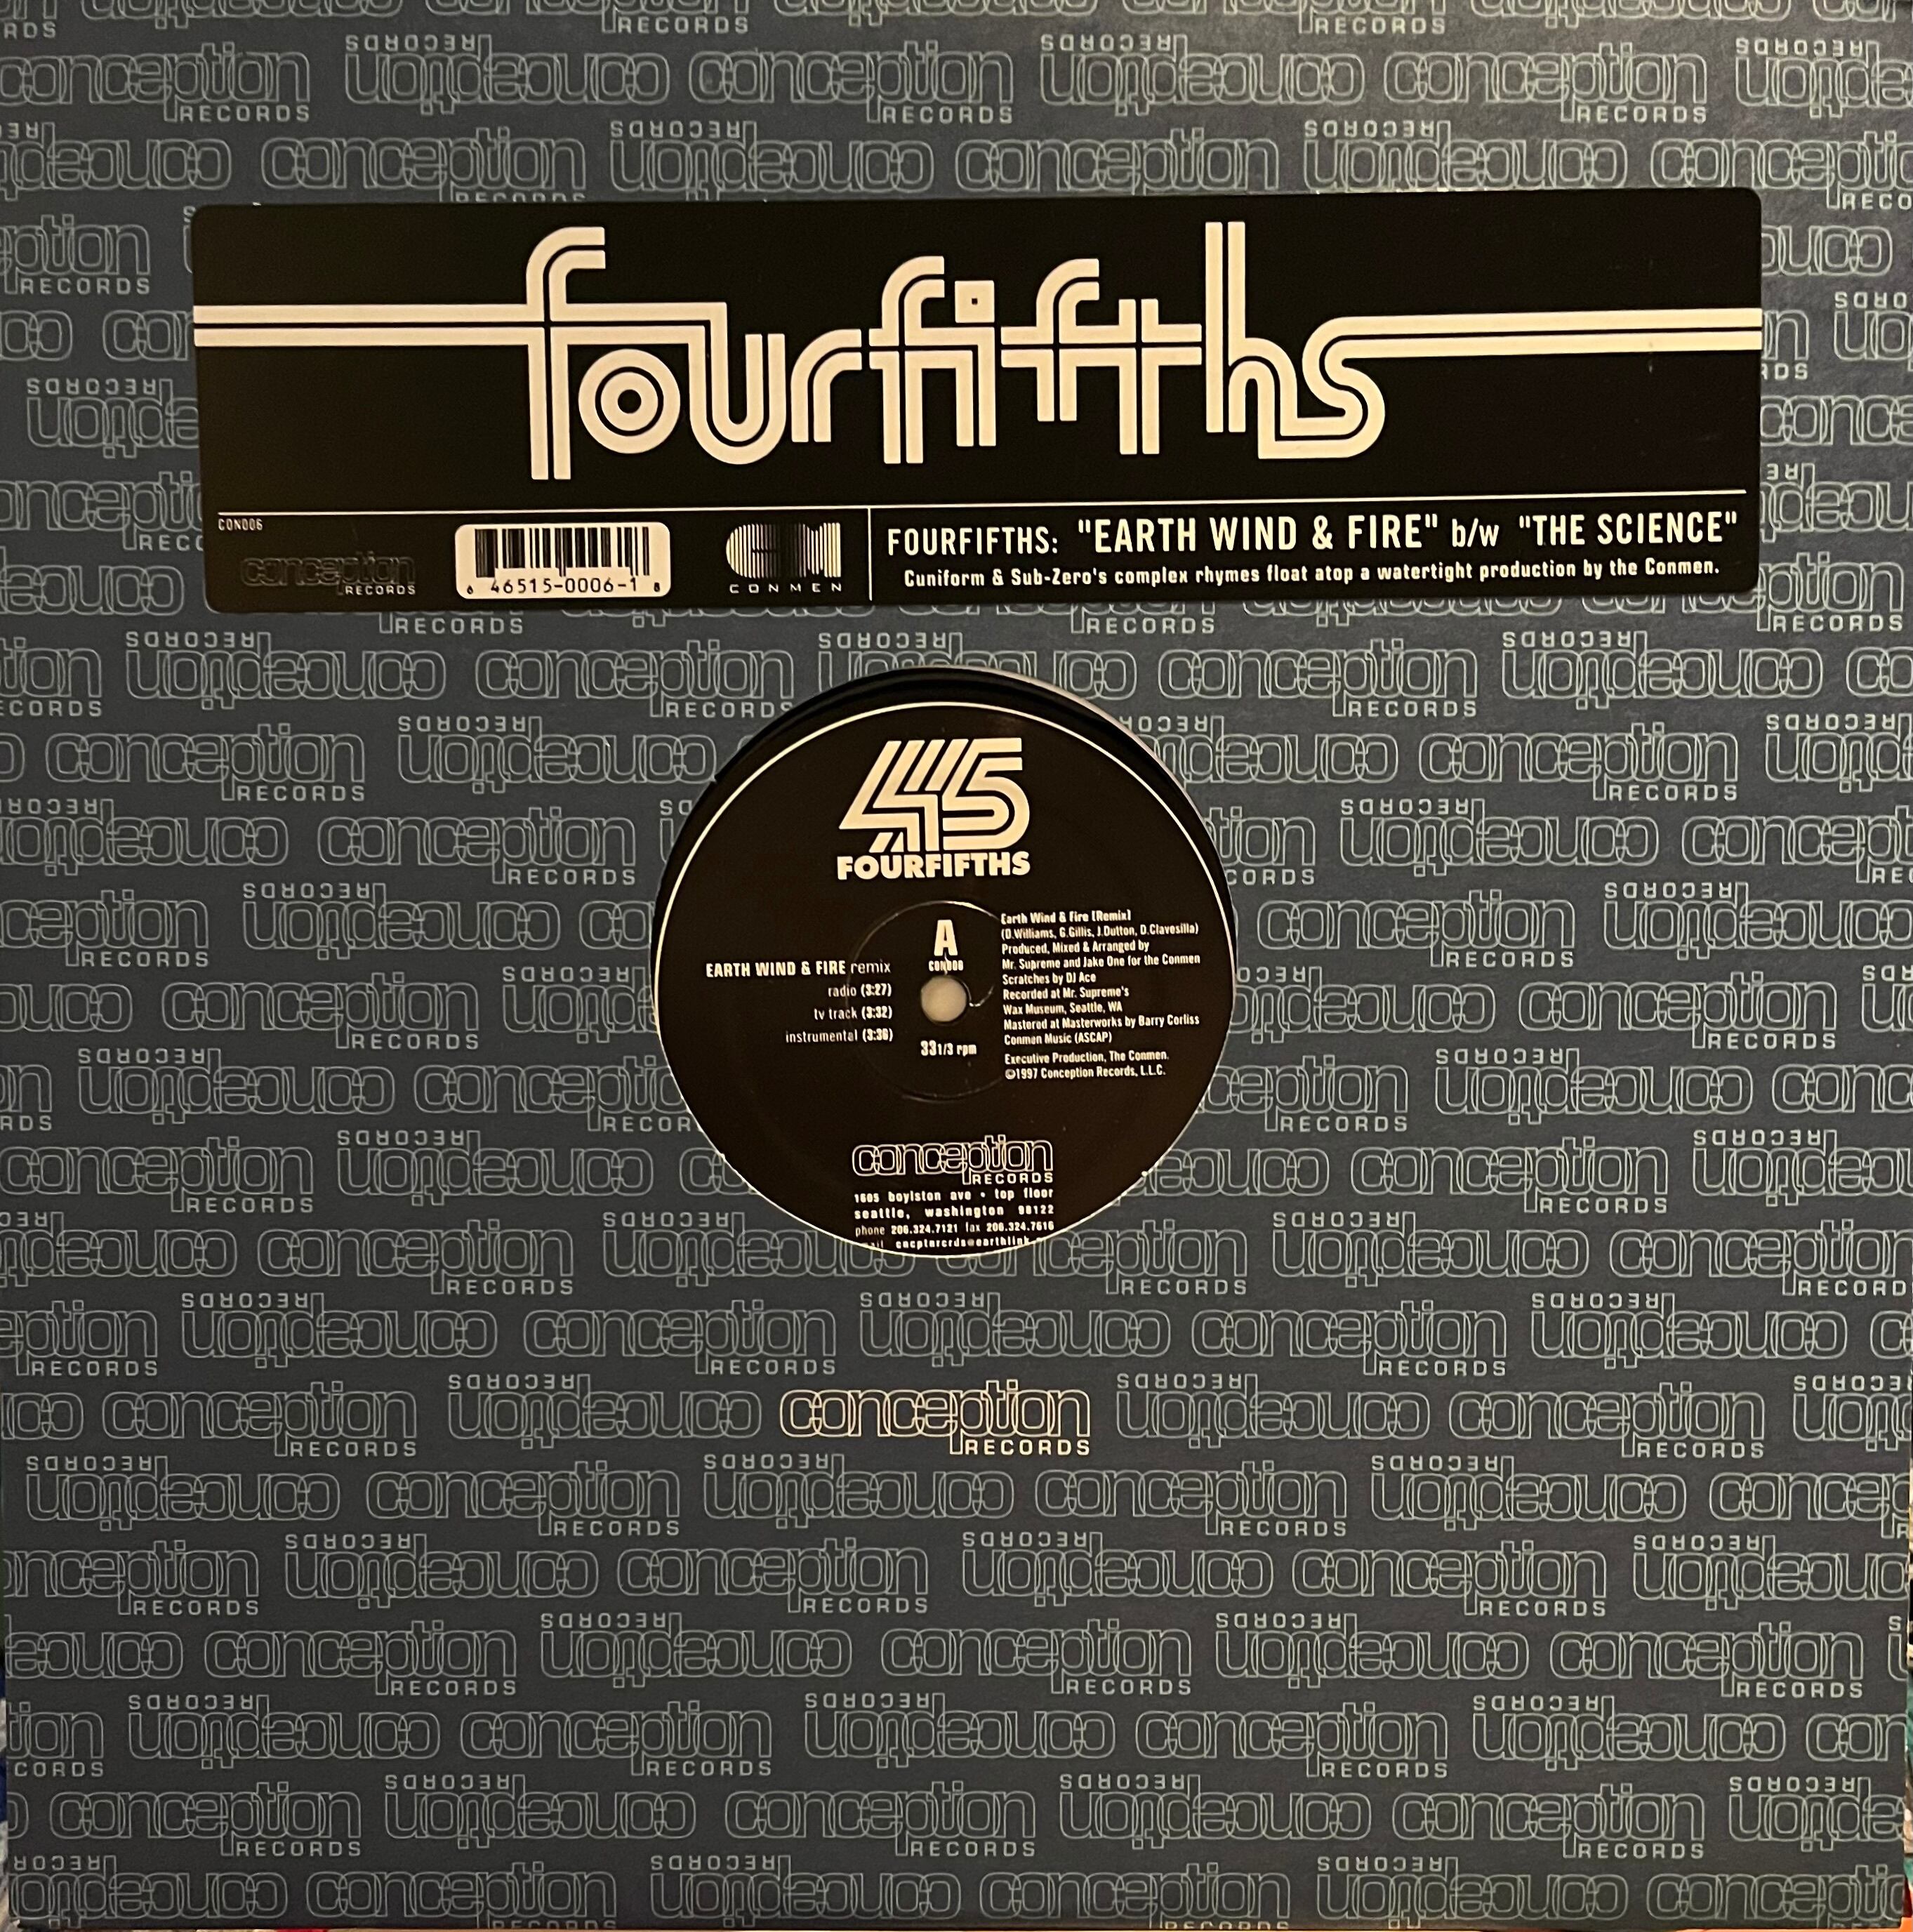 fourfifths
CON006
conception
RECORDS
6 46515-0006-1 8
CONMEN
FOURFIFTHS: "EARTH WIND & FIRE" b/w "THE SCIENCE"
Cuniform & Sub-Zero's complex rhymes float atop a watertight production by the Conmen.
45
FOURFIFTHS
A
CON006
EARTH WIND & FIRE remix
radio (3:27)
tv track (3:32)
instrumental (3:36)
33 1/3 rpm
Earth Wind & Fire [Remix]
(D.Williams, G.Gillis, J.Dutton, D.Clavesilla)
Produced, Mixed & Arranged by
Mr. Supreme and Jake One for the Conmen
Scratches by DJ Ace
Recorded at Mr. Supreme's
Wax Museum, Seattle, WA
Mastered at Masterworks by Barry Corliss
Conmen Music (ASCAP)
Executive Production, The Conmen.
©1997 Conception Records, L.L.C.
conception
RECORDS
1605 boylston ave • top floor
seattle, washington 98122
phone 206.324.7121 fax 206.324.7616
conception
RECORDS